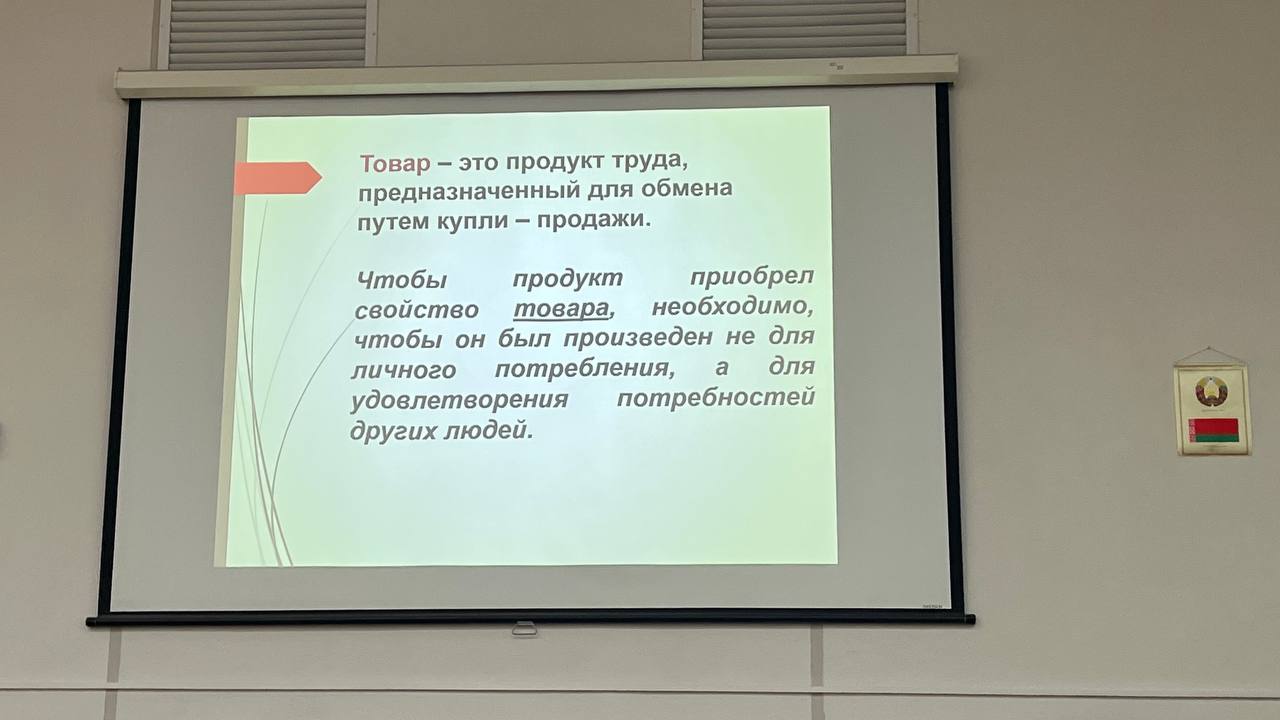 Товар – это продукт труда,
предназначенный для обмена
путем купли – продажи.
Чтобы продукт приобрел
свойство товара, необходимо,
чтобы он был произведен не для
личного потребления, а для
удовлетворения потребностей
других людей.